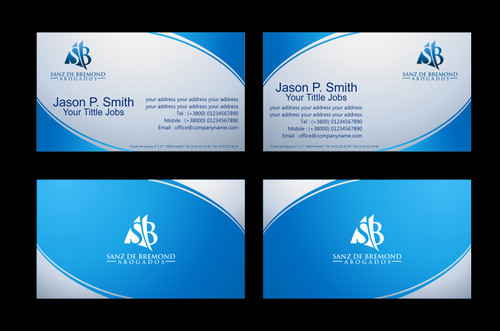 SB
SANZ DE BREMOND
ABOGADOS
Jason P. Smith
Your Tittle Jobs
your address your address your address
your address your address your address
Tel : (+3800) 01234567890
Mobile : (+3800) 01234567890
Email : office@companyname.com
SB
SANZ DE BREMOND
ABOGADOS
Jason P. Smith
Your Tittle Jobs
your address your address your address
your address your address your address
Tel : (+3800) 01234567890
Mobile : (+3800) 01234567890
Email : office@companyname.com
SB
SANZ DE BREMOND
ABOGADOS
SB
SANZ DE BREMOND
ABOGADOS